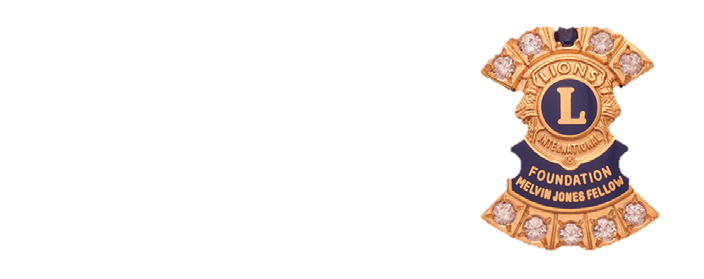 LIONS
L
INTERNATIONAL
FOUNDATION
MELVIN JONES FELLOW